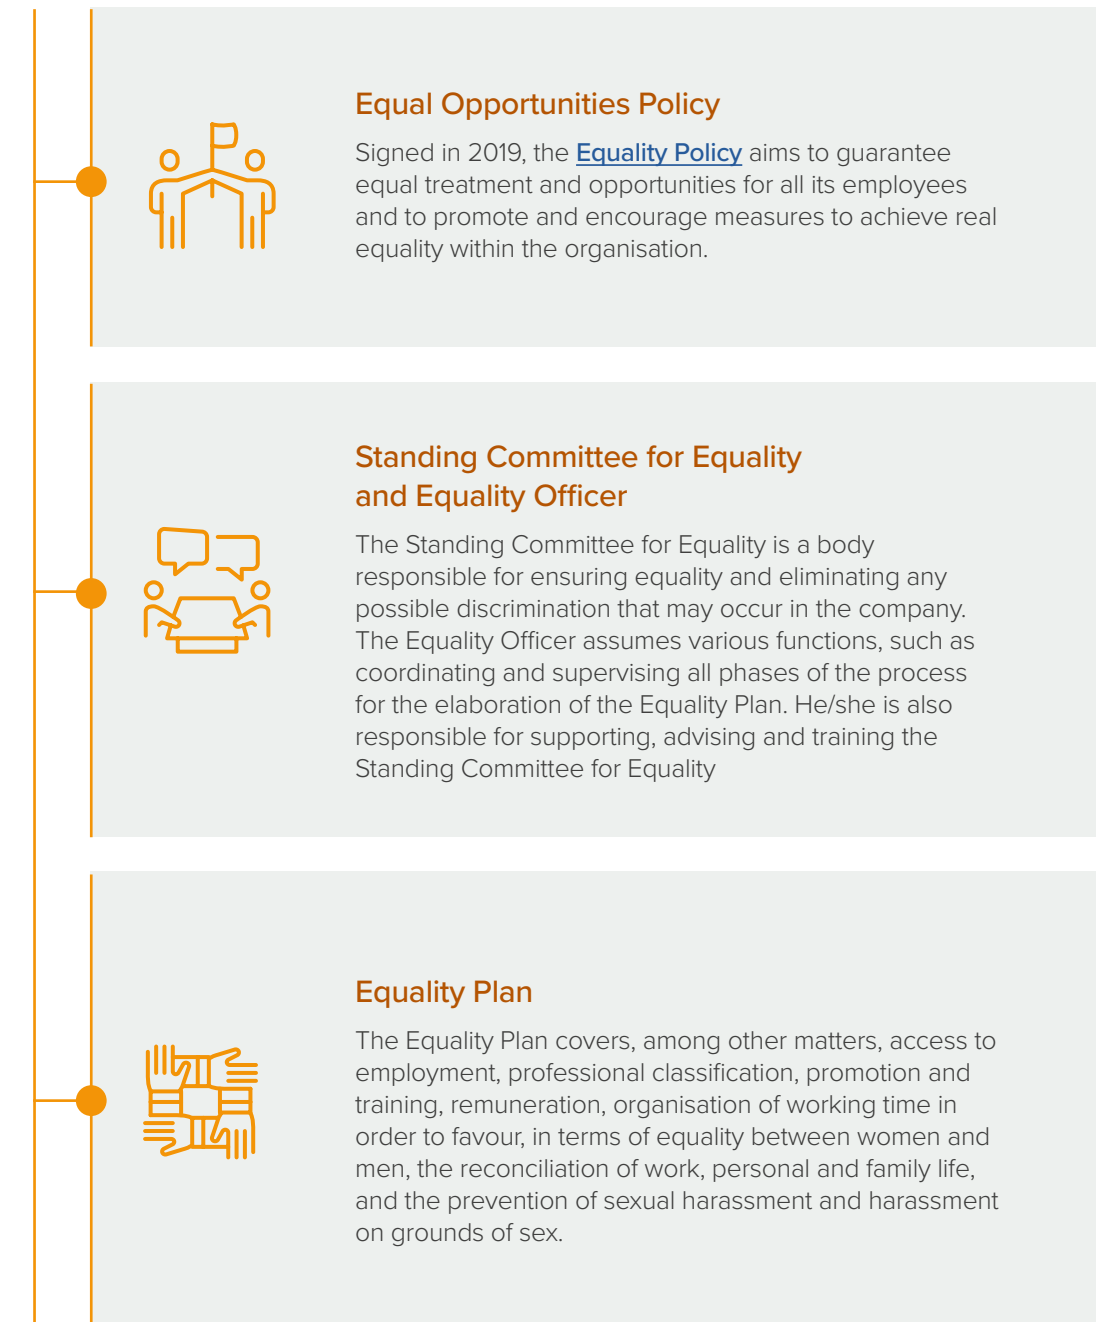 Equal Opportunities Policy
Signed in 2019, the Equality Policy aims to guarantee
equal treatment and opportunities for all its employees
and to promote and encourage measures to achieve real
equality within the organisation.
Standing Committee for Equality
and Equality Officer
The Standing Committee for Equality is a body
responsible for ensuring equality and eliminating any
possible discrimination that may occur in the company.
The Equality Officer assumes various functions, such as
coordinating and supervising all phases of the process
for the elaboration of the Equality Plan. He/she is also
responsible for supporting, advising and training the
Standing Committee for Equality
Equality Plan
The Equality Plan covers, among other matters, access to
employment, professional classification, promotion and
training, remuneration, organisation of working time in
order to favour, in terms of equality between women and
men, the reconciliation of work, personal and family life,
and the prevention of sexual harassment and harassment
on grounds of sex.